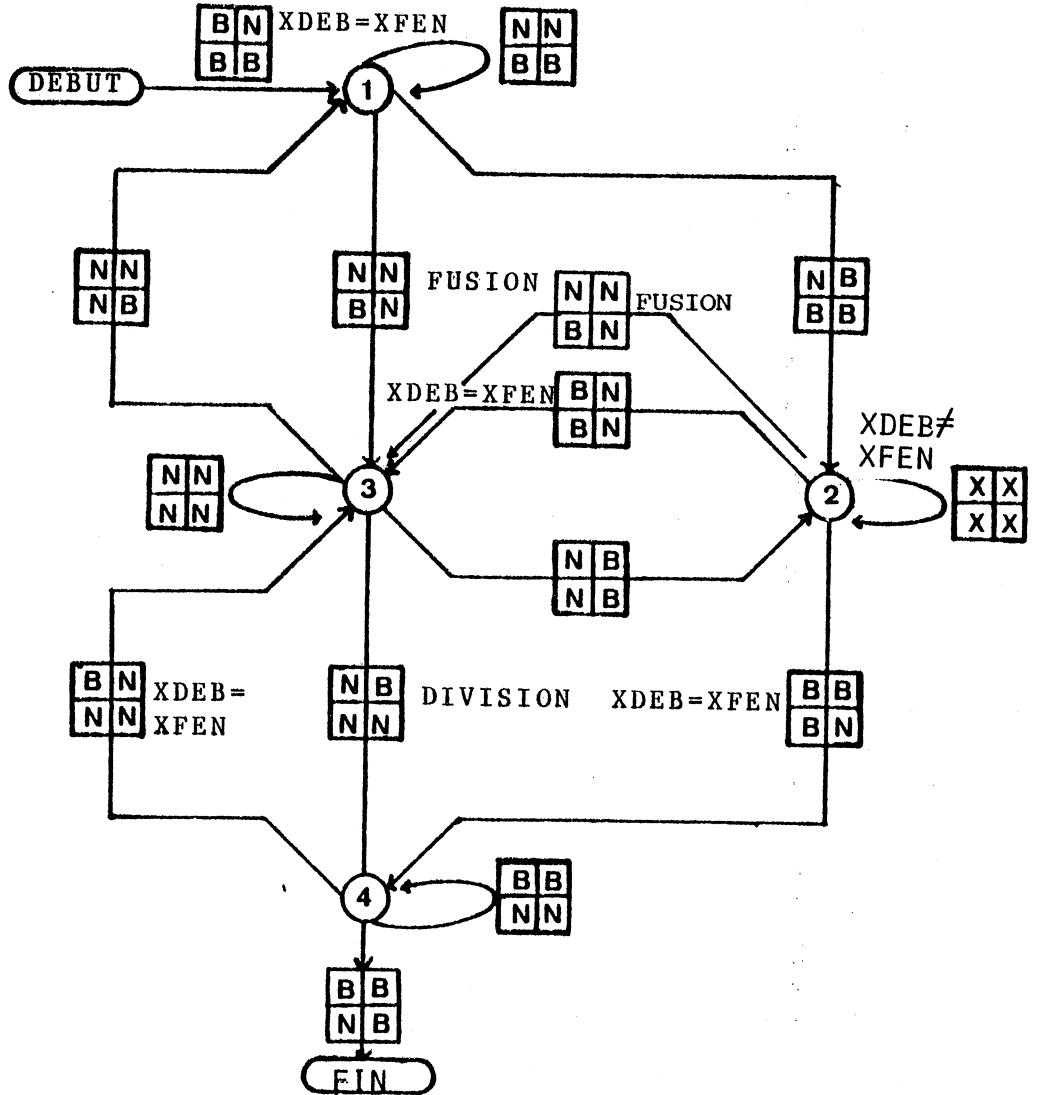 B N XDEB=XFEN N N
B B B B
DEBUT
1
N N N N FUSION N N FUSION N B
N B B N B N B B
XDEB=XFEN B N
B N
XDEB≠
XFEN
N N
N N
3
2
X X
X X
N B
N B
B N XDEB= N B DIVISION XDEB=XFEN B B
N N XFEN N N B N
4
B B
N N
B B
N B
FIN